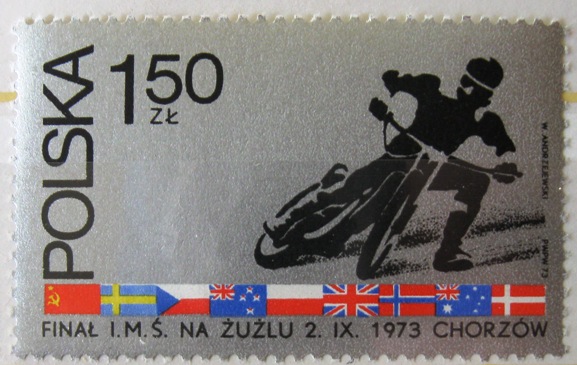 POLSKA
1 50
ZŁ
W. ANDRZEJEWSKI
PWPW 73
FINAŁ I.M.Ś. NA ŻUŻLU 2. IX. 1973 CHORZÓW